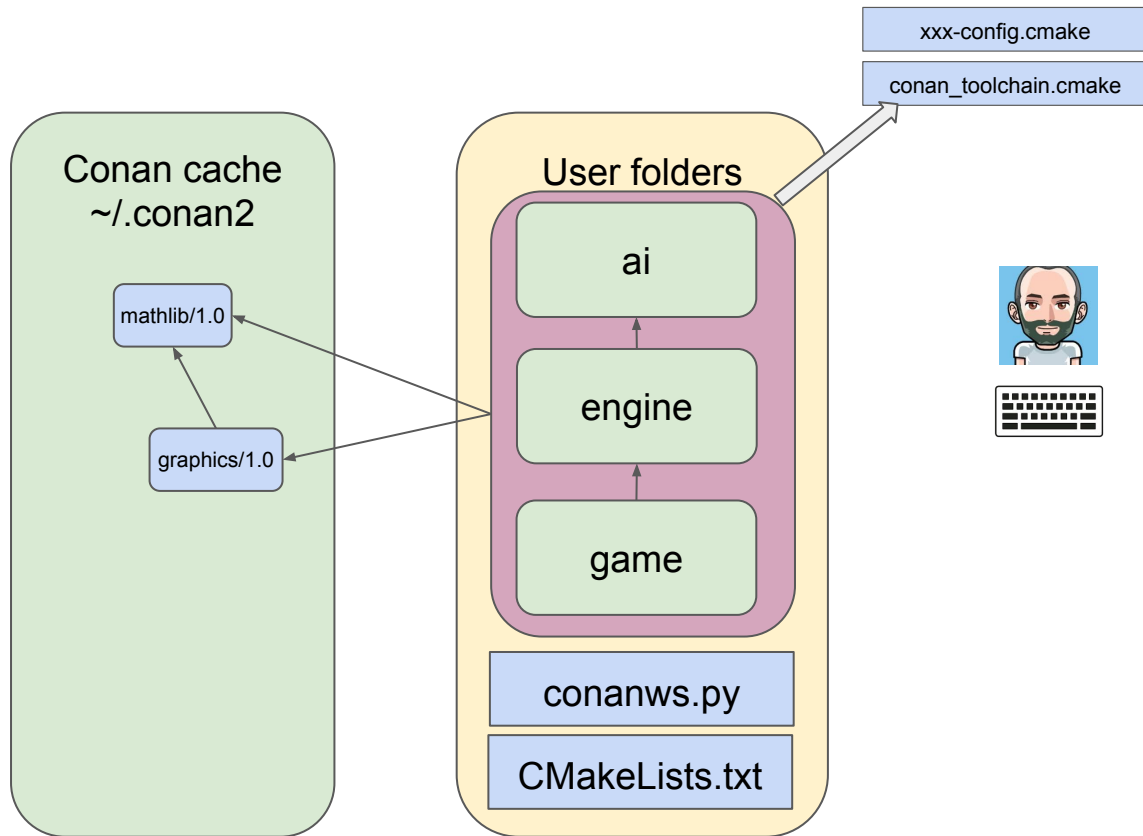 xxx-config.cmake
conan_toolchain.cmake
Conan cache
~/.conan2
mathlib/1.0
graphics/1.0
User folders
ai
engine
game
conanws.py
CMakeLists.txt